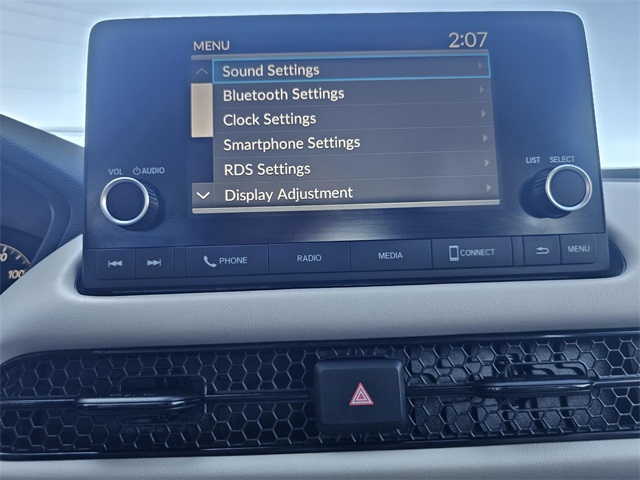 MENU 2:07
Sound Settings
Bluetooth Settings
Clock Settings
Smartphone Settings
RDS Settings
Display Adjustment
VOL AUDIO
LIST SELECT
PHONE RADIO MEDIA CONNECT MENU
100